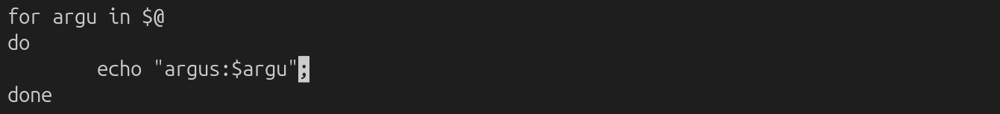 for argu in $@
do
        echo "argus:$argu";
done